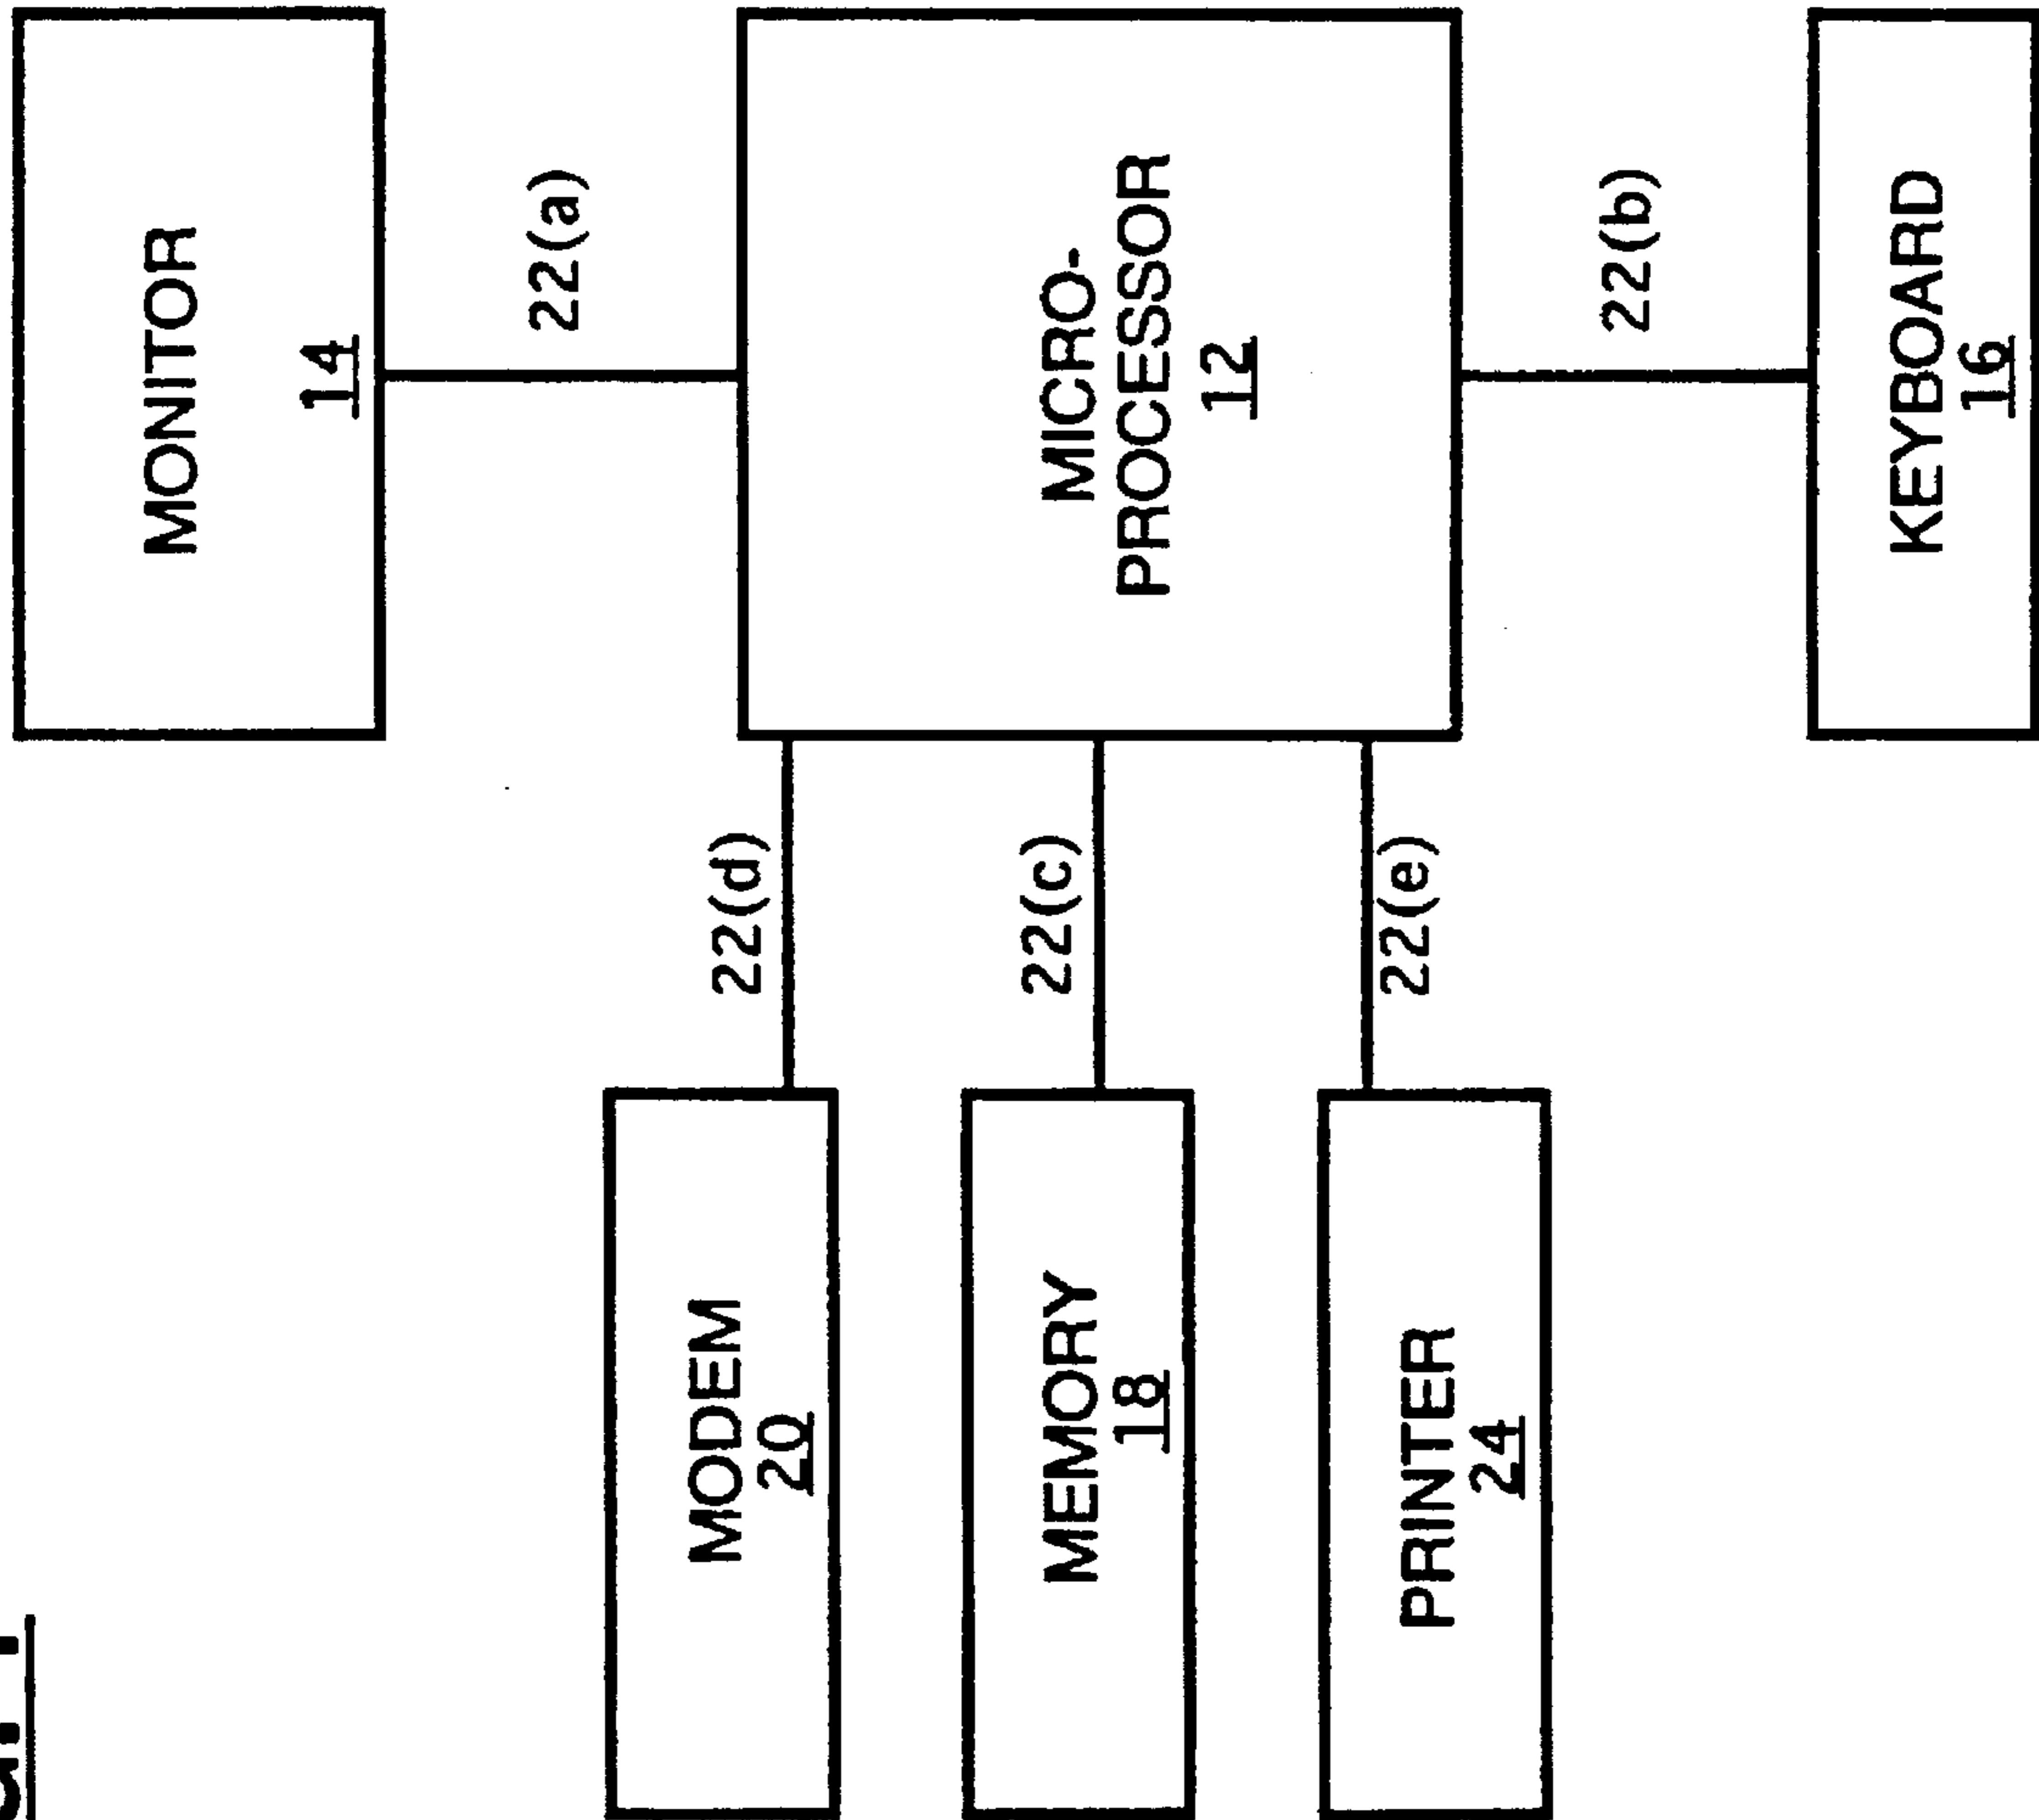 MONITOR
14
22(a)
MODEM
20
22(d)
MEMORY
18
22(c)
MICRO-
PROCESSOR
12
PRINTER
24
22(e)
22(b)
KEYBOARD
16